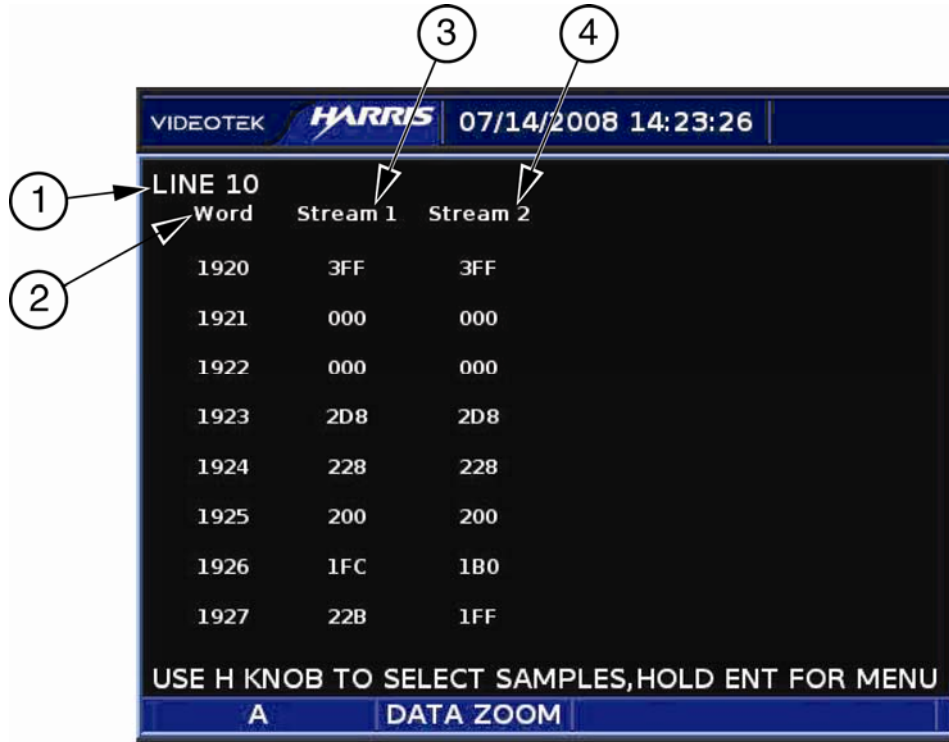 3 4
VIDEOTEK HARRIS 07/14/2008 14:23:26
1 LINE 10
Word Stream 1 Stream 2
2
1920 3FF 3FF
1921 000 000
1922 000 000
1923 2D8 2D8
1924 228 228
1925 200 200
1926 1FC 1B0
1927 22B 1FF
USE H KNOB TO SELECT SAMPLES,HOLD ENT FOR MENU
A DATA ZOOM